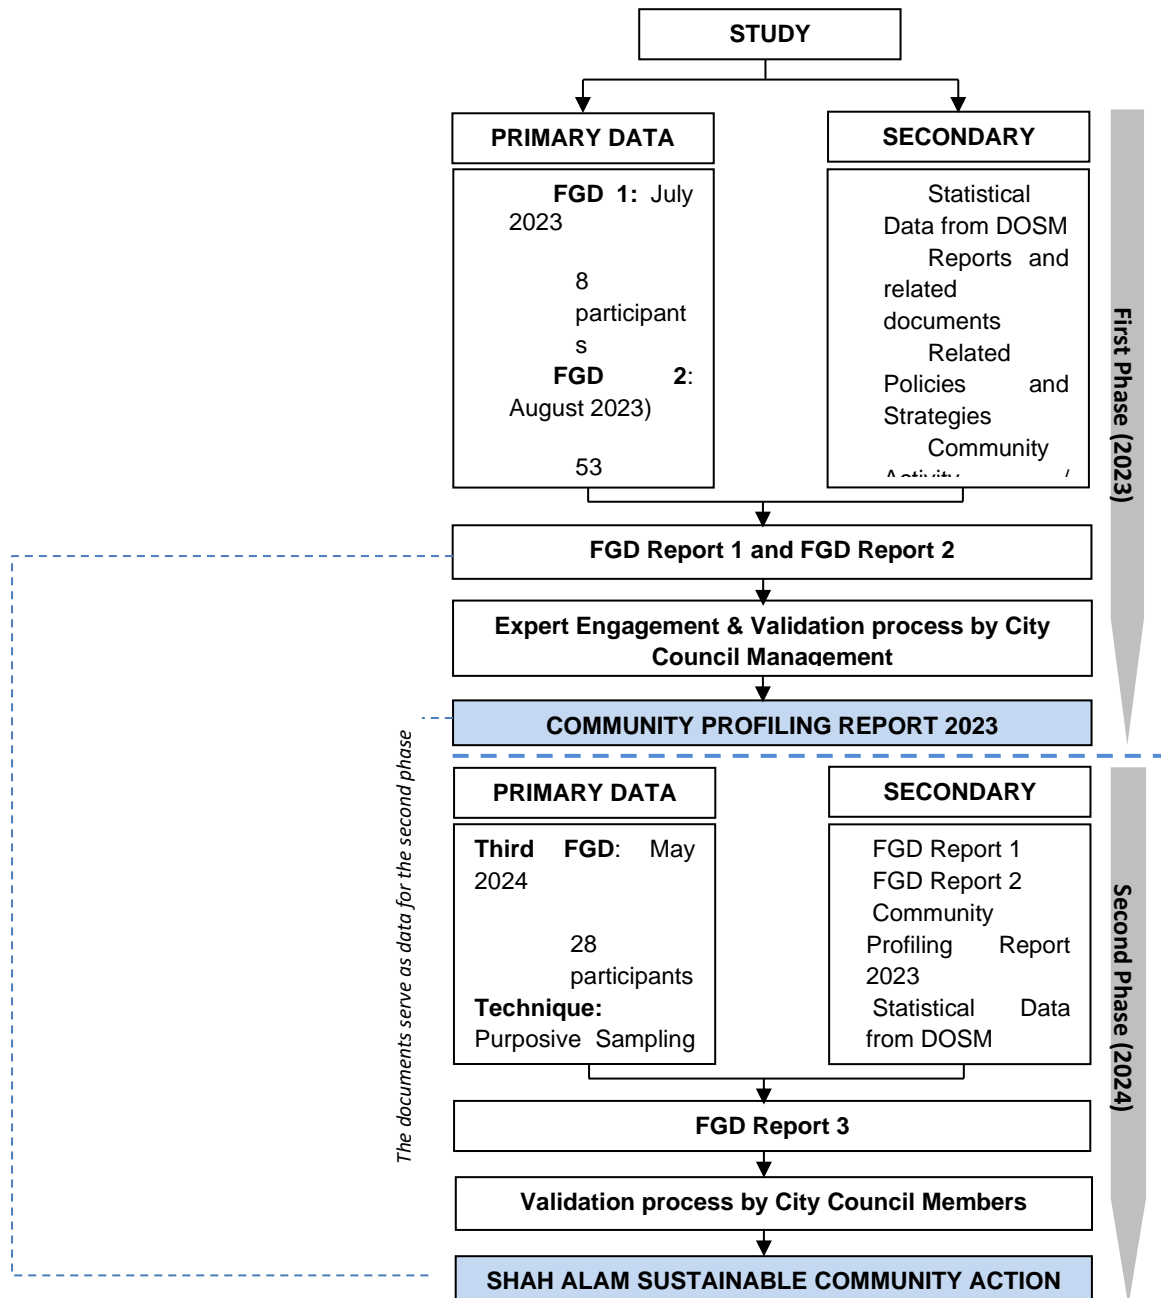 STUDY
PRIMARY DATA
SECONDARY
FGD 1: July
2023
8
participant
s
FGD 2:
August 2023)
53
Statistical
Data from DOSM
Reports and
related
documents
Related
Policies and
Strategies
Community
Activity /
First Phase (2023)
FGD Report 1 and FGD Report 2
Expert Engagement & Validation process by City
Council Management
COMMUNITY PROFILING REPORT 2023
The documents serve as data for the second phase
PRIMARY DATA
SECONDARY
Third FGD: May
2024
28
participants
Technique:
Purposive Sampling
FGD Report 1
FGD Report 2
Community
Profiling Report
2023
Statistical Data
from DOSM
Second Phase (2024)
FGD Report 3
Validation process by City Council Members
SHAH ALAM SUSTAINABLE COMMUNITY ACTION